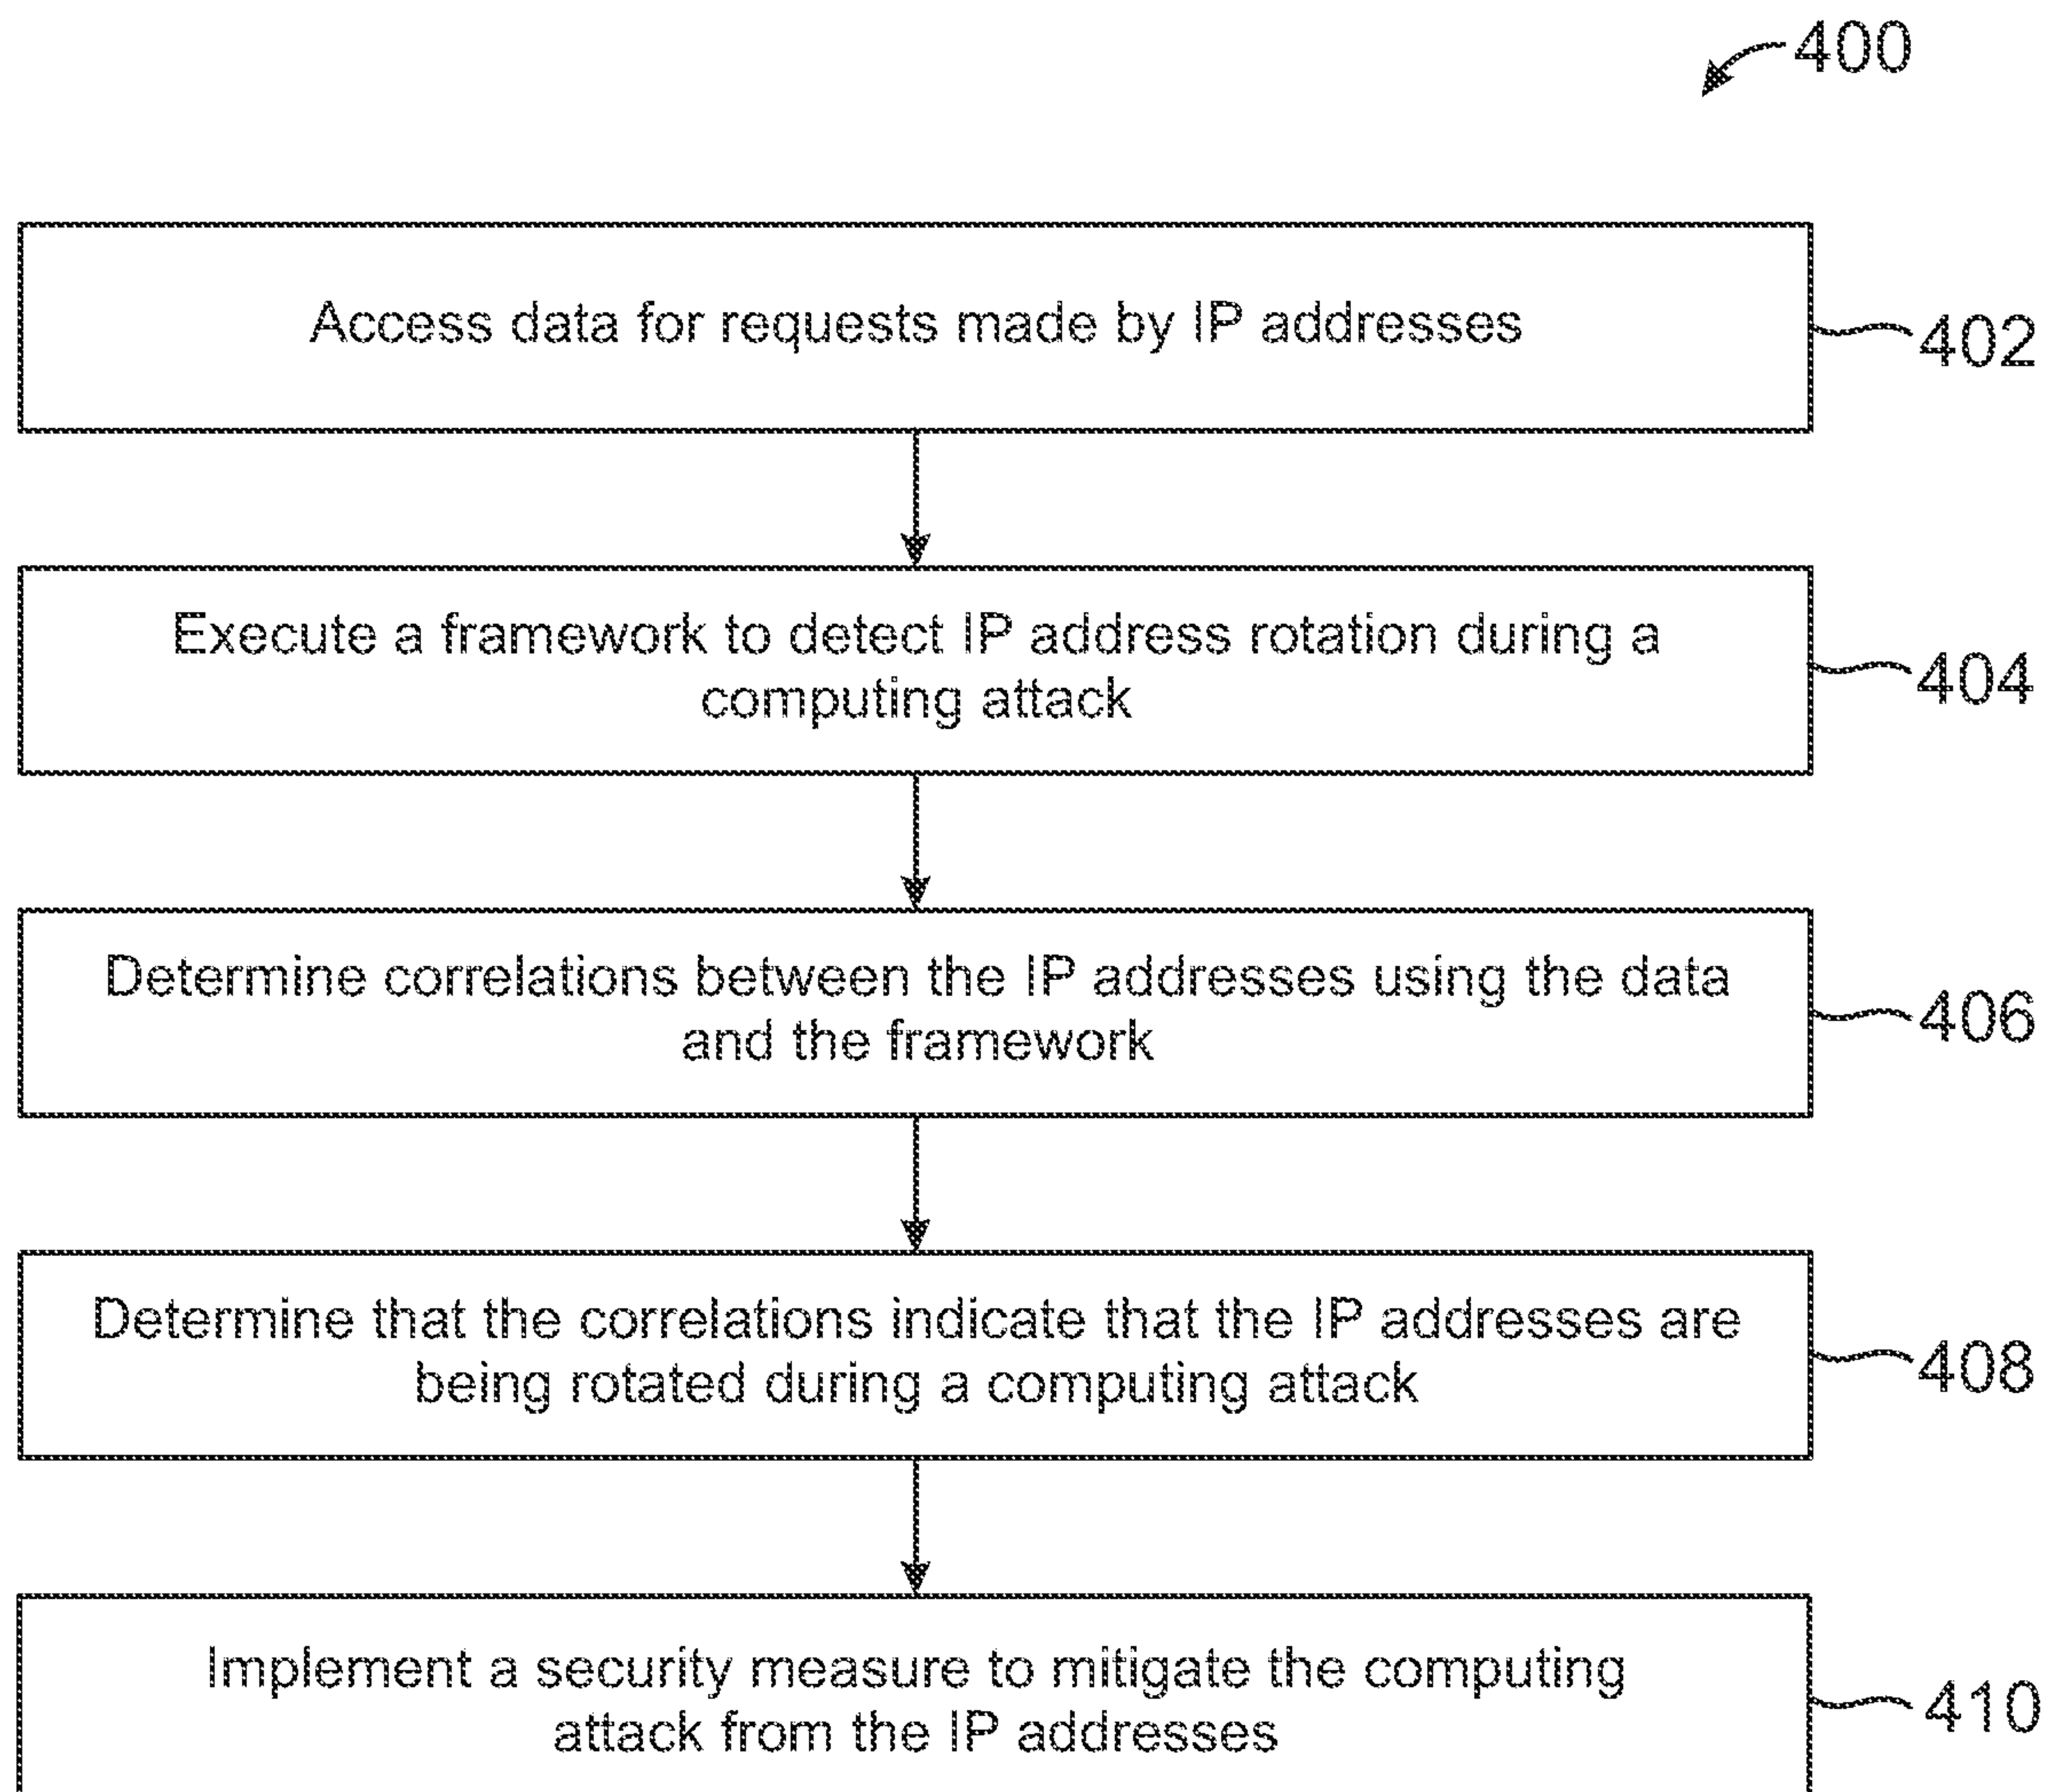 400
Access data for requests made by IP addresses
402
Execute a framework to detect IP address rotation during a
computing attack
404
Determine correlations between the IP addresses using the data
and the framework
406
Determine that the correlations indicate that the IP addresses are
being rotated during a computing attack
408
Implement a security measure to mitigate the computing
attack from the IP addresses
410